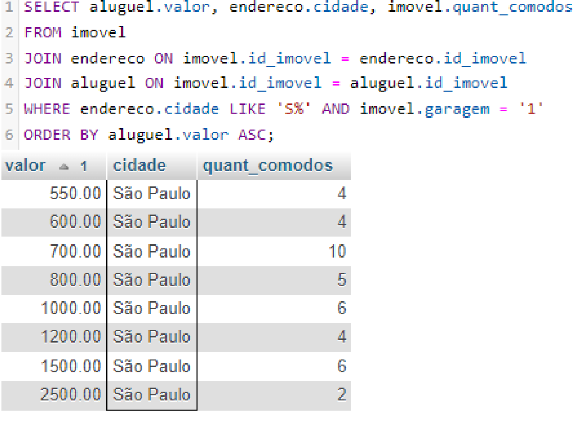 1 SELECT aluguel.valor, endereco.cidade, imovel.quant_comodos
2 FROM imovel
3 JOIN endereco ON imovel.id_imovel = endereco.id_imovel
4 JOIN aluguel ON imovel.id_imovel = aluguel.id_imovel
5 WHERE endereco.cidade LIKE 'S%' AND imovel.garagem = '1'
6 ORDER BY aluguel.valor ASC;
valor 1 cidade quant_comodos
550.00 São Paulo 4
600.00 São Paulo 4
700.00 São Paulo 10
800.00 São Paulo 5
1000.00 São Paulo 6
1200.00 São Paulo 4
1500.00 São Paulo 6
2500.00 São Paulo 2